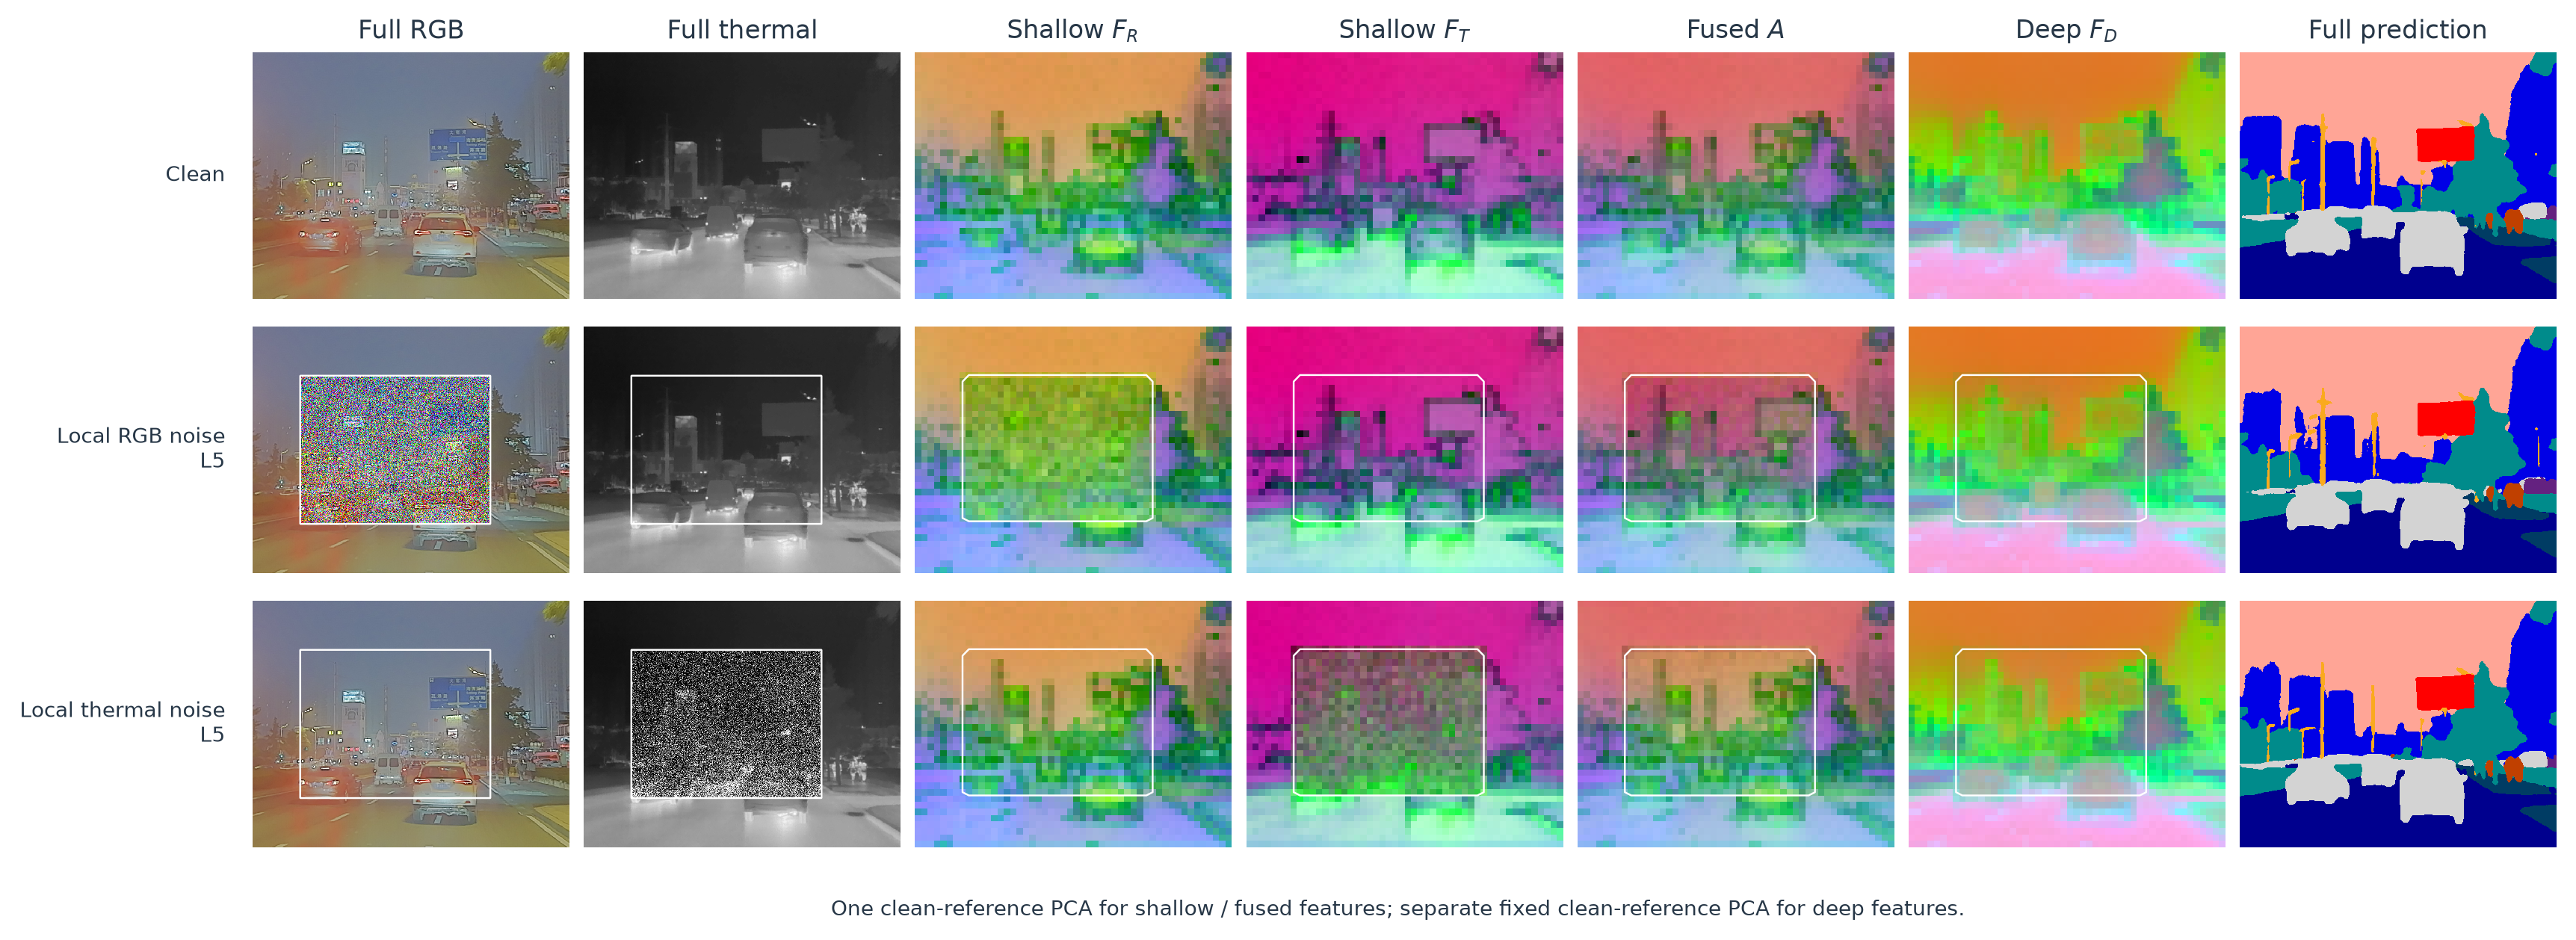 Full RGB
Full thermal
Shallow F_R
Shallow F_T
Fused A
Deep F_D
Full prediction
Clean
Local RGB noise
L5
Local thermal noise
L5
One clean-reference PCA for shallow / fused features; separate fixed clean-reference PCA for deep features.